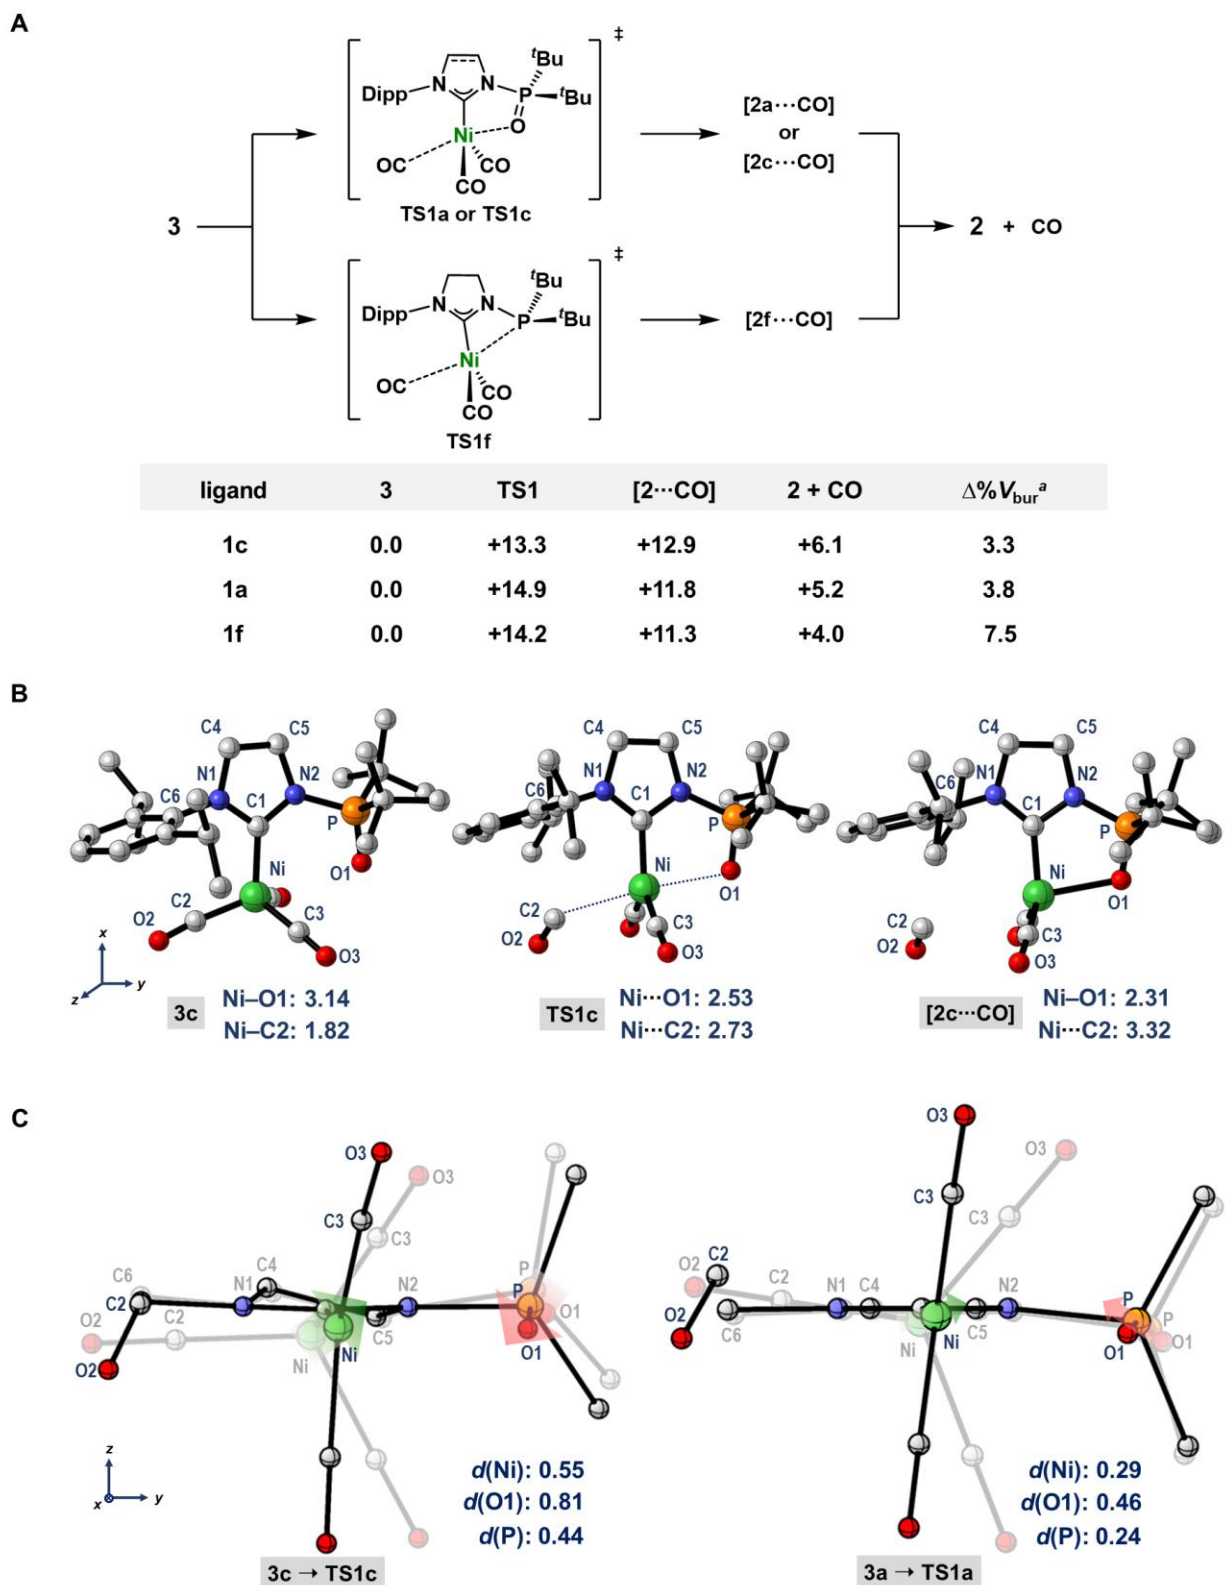 A
‡
Dipp
N
N
P
O
tBu
tBu
Ni
OC
CO
CO
TS1a or TS1c
[2a···CO]
or
[2c···CO]
3
2 + CO
‡
Dipp
N
N
P
tBu
tBu
Ni
OC
CO
CO
TS1f
[2f···CO]
ligand 3 TS1 [2···CO] 2 + CO Δ%Vbur^a
1c 0.0 +13.3 +12.9 +6.1 3.3
1a 0.0 +14.9 +11.8 +5.2 3.8
1f 0.0 +14.2 +11.3 +4.0 7.5
B
C4 C5
N1 N2
C6 C1
P
O1
Ni
C2
O2
C3
O3
x
y
z
3c
Ni–O1: 3.14
Ni–C2: 1.82
C4 C5
N1 N2
C6 C1
P
Ni
O1
C2
O2
C3
O3
TS1c
Ni···O1: 2.53
Ni···C2: 2.73
C4 C5
C6 N1 N2
C1
P
Ni
O1
C2
O2
C3
O3
[2c···CO]
Ni–O1: 2.31
Ni···C2: 3.32
C
O3
O3
C3
C3
C4
C6 N1 N2 P
C2 P
O2 C2 O1
C5
Ni Ni O1
O2
z
x y
d(Ni): 0.55
d(O1): 0.81
d(P): 0.44
3c → TS1c
O3
O3
C3
C3
C2
O2 C2 N1 C4 N2
P
O2 C6 C5 P
Ni Ni O1 O1
d(Ni): 0.29
d(O1): 0.46
d(P): 0.24
3a → TS1a